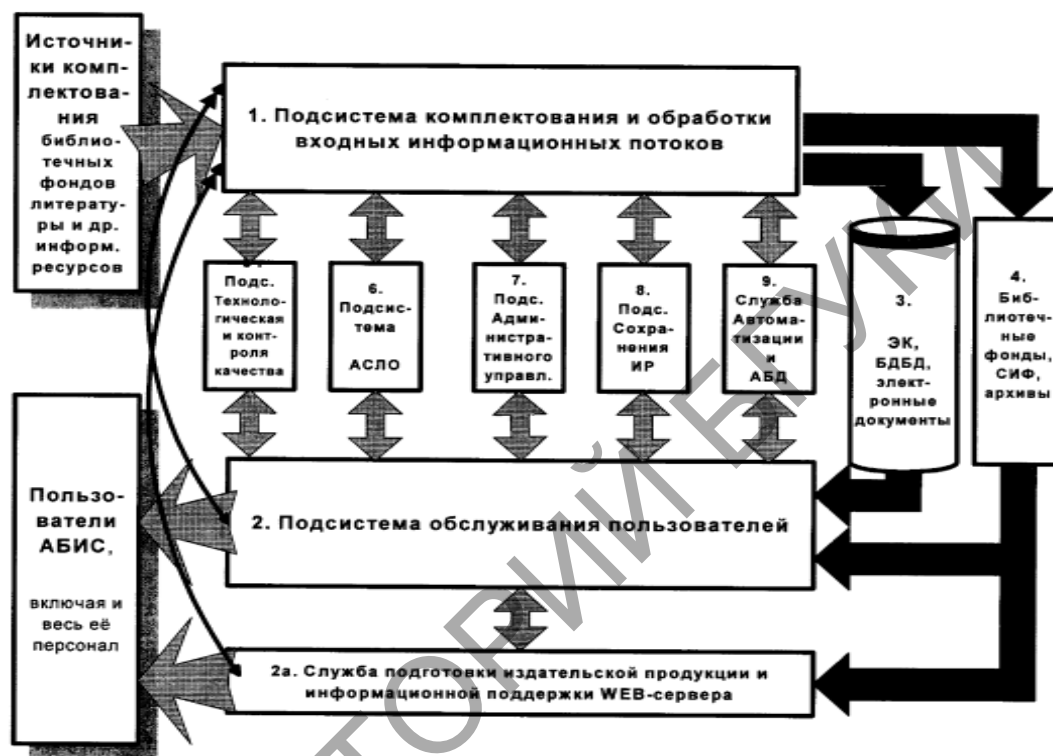 Источни-
ки комп-
лектова-
ния
библио-
течных
фондов
литерату-
ры и др.
информ.
ресурсов
1. Подсистема комплектования и обработки
входных информационных потоков
Подс.
Техноло-
гическая
и конт-
роля
качества
6.
Подсис-
тема
АСЛО
7.
Подс.
Адми-
нистра-
тивного
управл.
8.
Подс.
Сохра-
нения
ИР
9.
Служба
Автома-
тизации
и
АБД
3.
ЭК,
БДБД,
элект-
ронные
документы
4.
Биб-
лиотеч-
ные
фонды,
СИФ,
архивы
Пользо-
ватели
АБИС,
включая и
весь её
персонал
2. Подсистема обслуживания пользователей
2а. Служба подготовки издательской продукции и
информационной поддержки WEB-сервера
ТОРИЙ БГУКИ